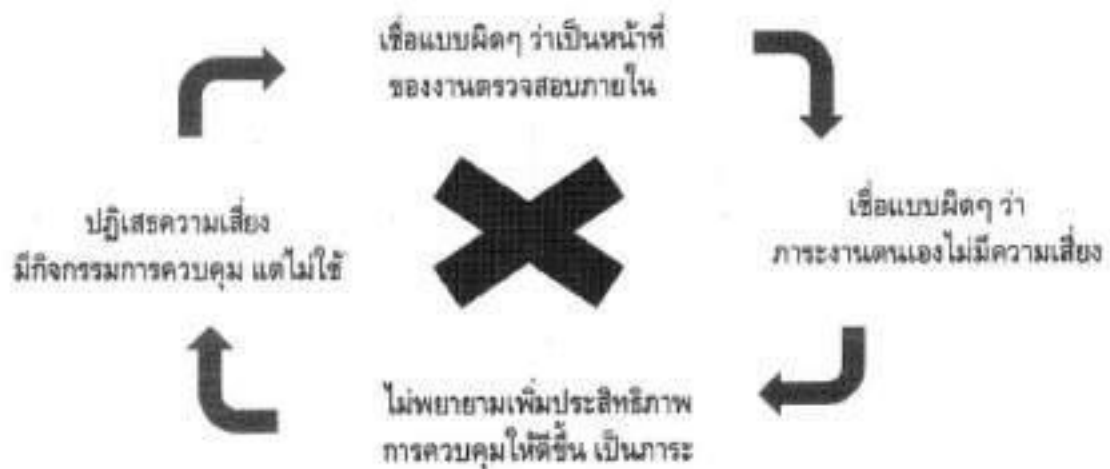 เชื่อแบบผิดๆ ว่าเป็นหน้าที่
ของงานตรวจสอบภายใน
เชื่อแบบผิดๆ ว่า
ภาระงานตนเองไม่มีความเสี่ยง
ไม่พยายามเพิ่มประสิทธิภาพ
การควบคุมให้ดีขึ้น เป็นภาระ
ปฏิเสธความเสี่ยง
มีกิจกรรมการควบคุม แต่ไม่ใช้